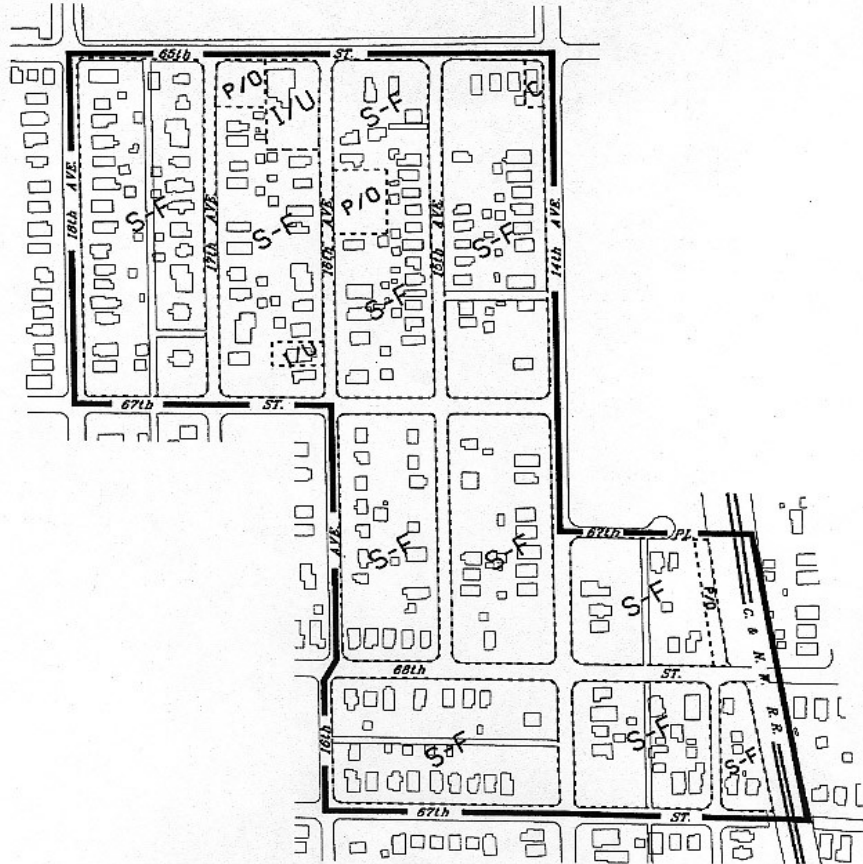 65th ST.
P/O
I/U
S-F
C
18th AVE.
S-F
17th AVE.
S-F
16th AVE.
P/O
15th AVE.
S-F
14th AVE.
S-F
I/U
67th ST.
AVE.
S-F
S-F
67th PL.
S-F
P/O
C. & N. W. R.R.
68th ST.
16th
S-F
S-F
S-F
67th ST.